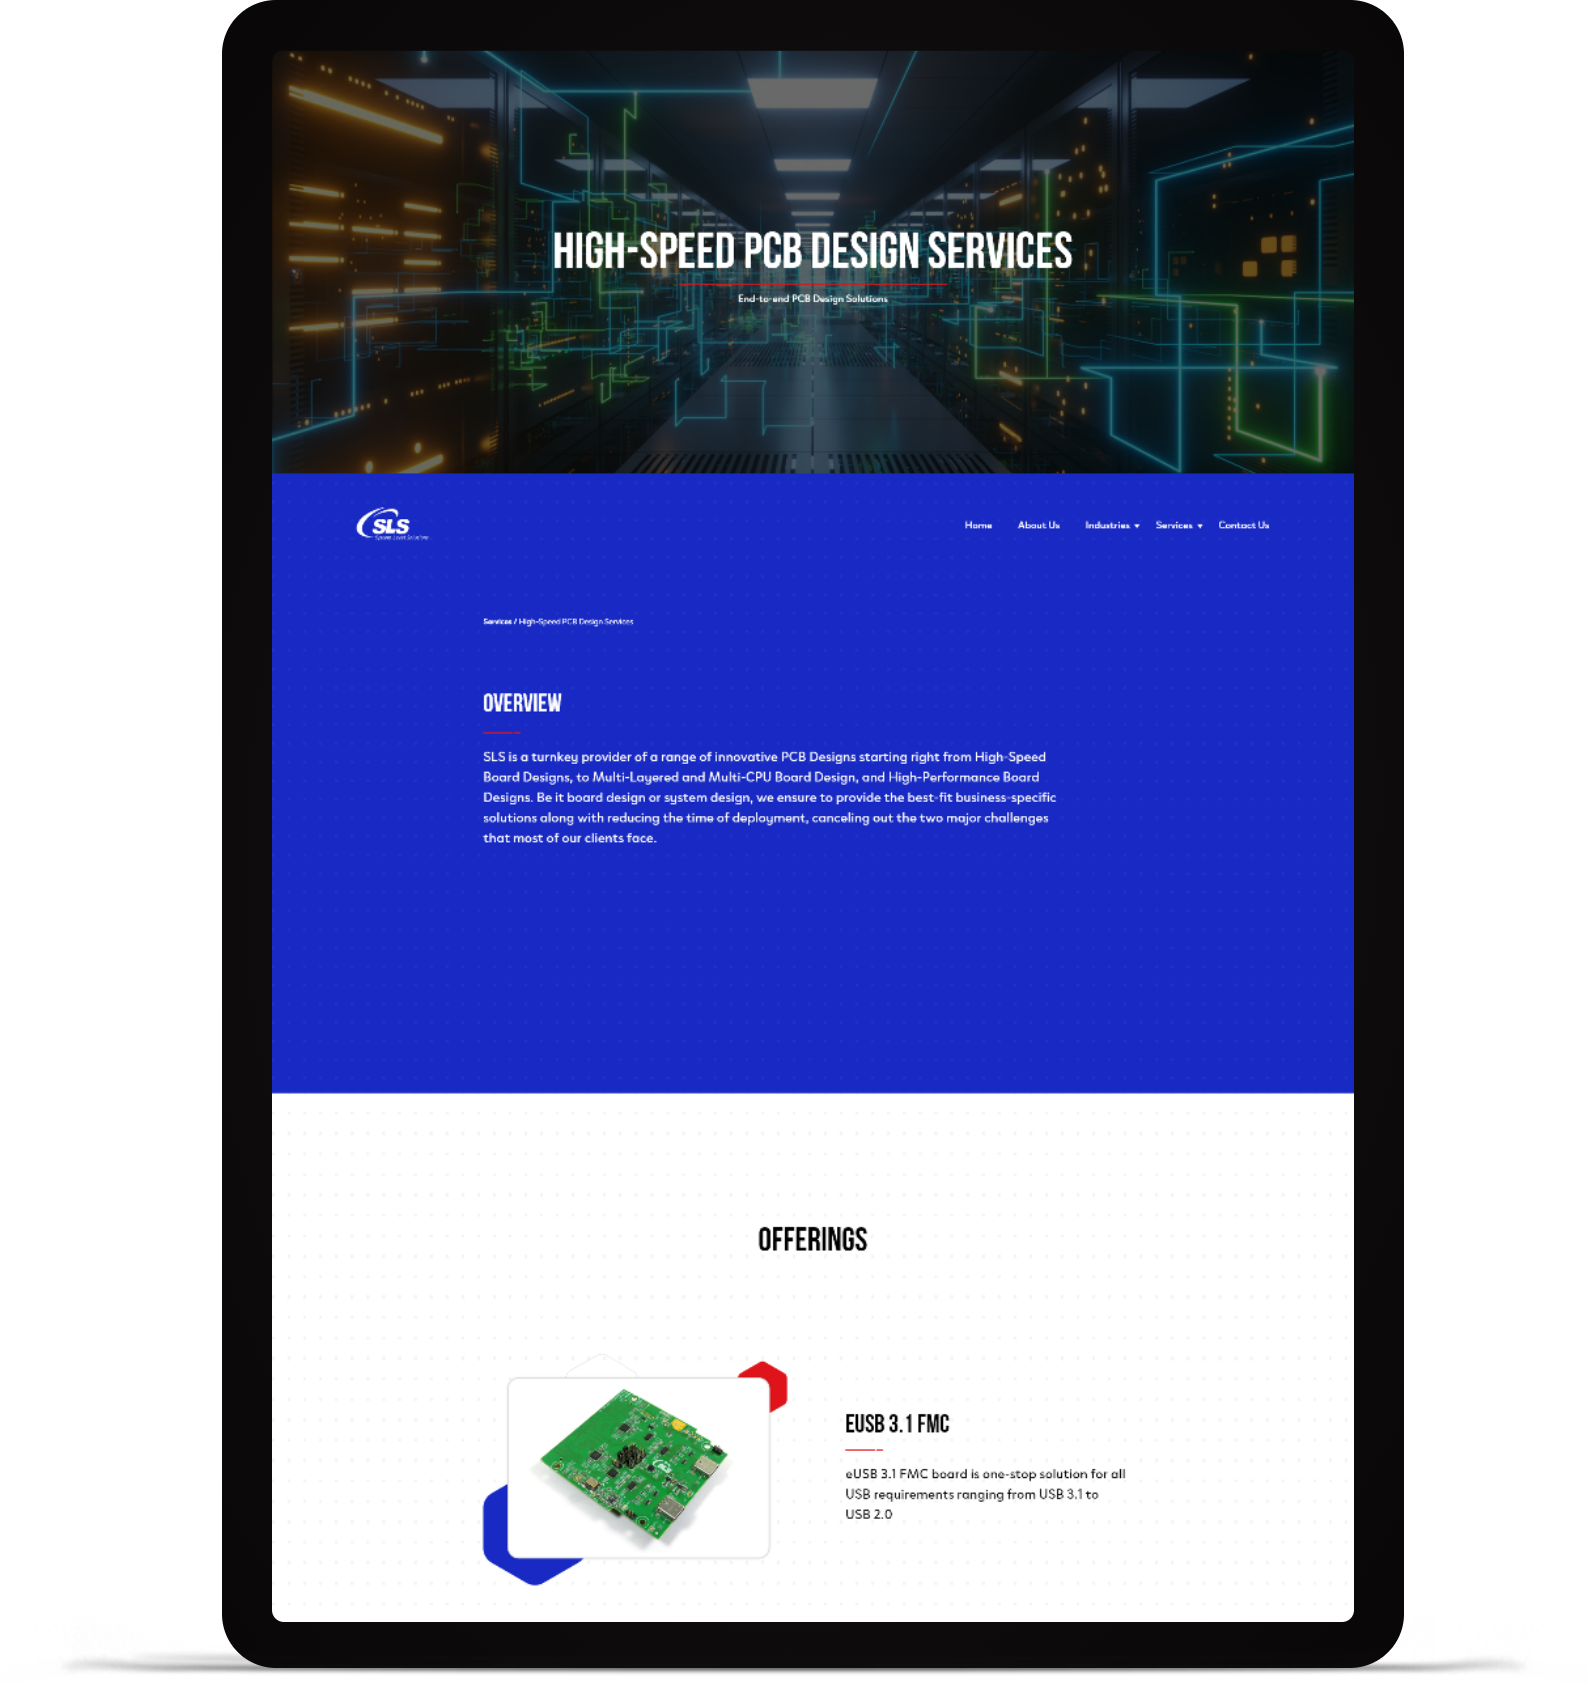 HIGH-SPEED PCB DESIGN SERVICES
End-to-end PCB Design Solutions
SLS
System Level Solutions
Home About Us Industries Services Contact Us
Services / High-Speed PCB Design Services
OVERVIEW
SLS is a turnkey provider of a range of innovative PCB Designs starting right from High-Speed
Board Designs, to Multi-Layered and Multi-CPU Board Design, and High-Performance Board
Designs. Be it board design or system design, we ensure to provide the best-fit business-specific
solutions along with reducing the time of deployment, canceling out the two major challenges
that most of our clients face.
OFFERINGS
SLS
EUSB 3.1 FMC
eUSB 3.1 FMC board is one-stop solution for all
USB requirements ranging from USB 3.1 to
USB 2.0